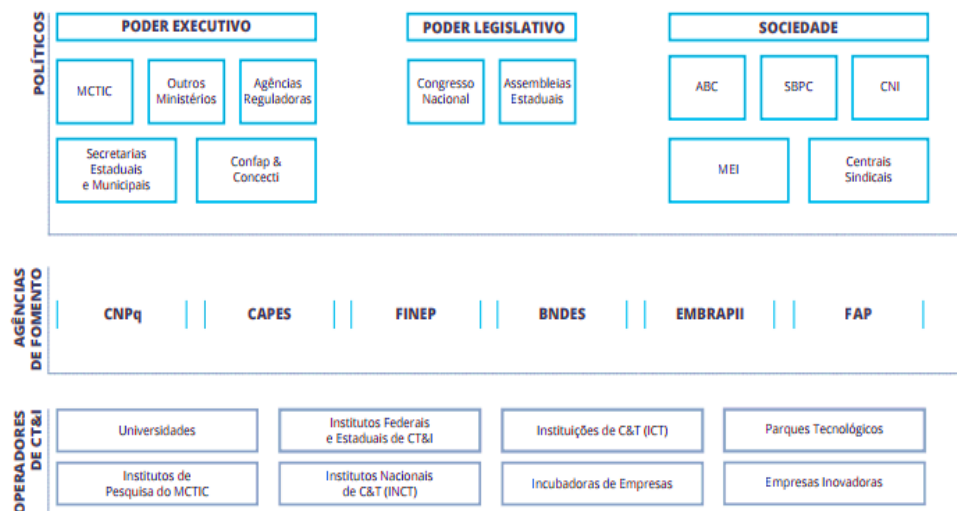 POLÍTICOS
PODER EXECUTIVO
MCTIC
Outros
Ministérios
Agências
Reguladoras
Secretarias
Estaduais
e Municipais
Confap &
Concecti
PODER LEGISLATIVO
Congresso
Nacional
Assembleias
Estaduais
SOCIEDADE
ABC
SBPC
CNI
MEI
Centrais
Sindicais
AGÊNCIAS
DE FOMENTO
CNPq
CAPES
FINEP
BNDES
EMBRAPII
FAP
OPERADORES
DE CT&I
Universidades
Institutos Federais
e Estaduais de CT&I
Instituições de C&T (ICT)
Parques Tecnológicos
Institutos de
Pesquisa do MCTIC
Institutos Nacionais
de C&T (INCT)
Incubadoras de Empresas
Empresas Inovadoras